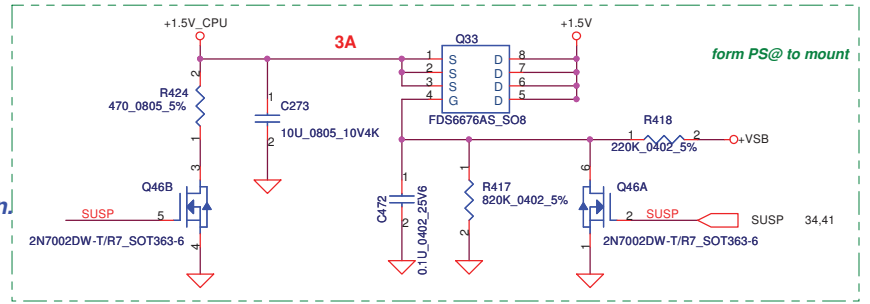 +1.5V_CPU
+1.5V
3A
Q33
form PS@ to mount
1 S D 8
2 S D 7
3 S D 6
4 G D 5
FDS6676AS_SO8
2
R424
470_0805_5%
1
1
C273
10U_0805_10V4K
2
R418
1 2
220K_0402_5%
+VSB
3
Q46B
SUSP
5
2N7002DW-T/R7_SOT363-6
4
1
C472
2
0.1U_0402_25V6
1
R417
820K_0402_5%
2
6
Q46A
2
SUSP
SUSP 34,41
2N7002DW-T/R7_SOT363-6
1
n.